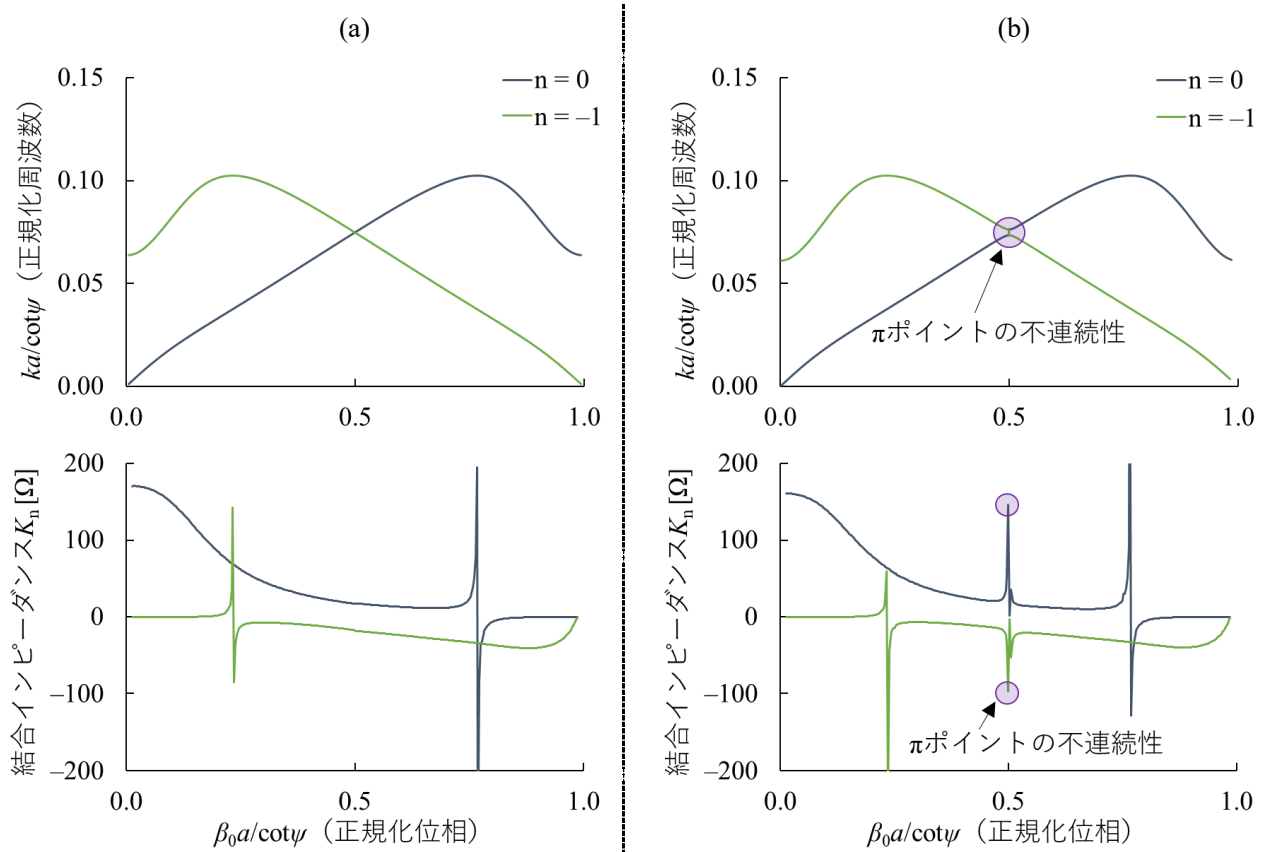 (a)
(b)
ka/cotψ（正規化周波数）
0.15
0.10
0.05
0.00
0.0
0.5
1.0
n = 0
n = –1
ka/cotψ（正規化周波数）
0.15
0.10
0.05
0.00
0.0
0.5
1.0
n = 0
n = –1
πポイントの不連続性
結合インピーダンスKn[Ω]
200
100
0
–100
–200
0.0
0.5
1.0
β0a/cotψ（正規化位相）
結合インピーダンスKn[Ω]
200
100
0
–100
–200
0.0
0.5
1.0
πポイントの不連続性
β0a/cotψ（正規化位相）